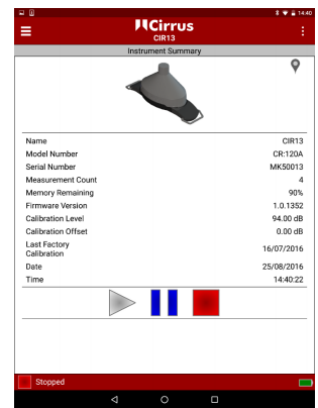 14:40
Cirrus
CIR13
Instrument Summary
Name CIR13
Model Number CR:120A
Serial Number MK50013
Measurement Count 4
Memory Remaining 90%
Firmware Version 1.0.1352
Calibration Level 94.00 dB
Calibration Offset 0.00 dB
Last Factory
Calibration 16/07/2016
Date 25/08/2016
Time 14:40:22
Stopped